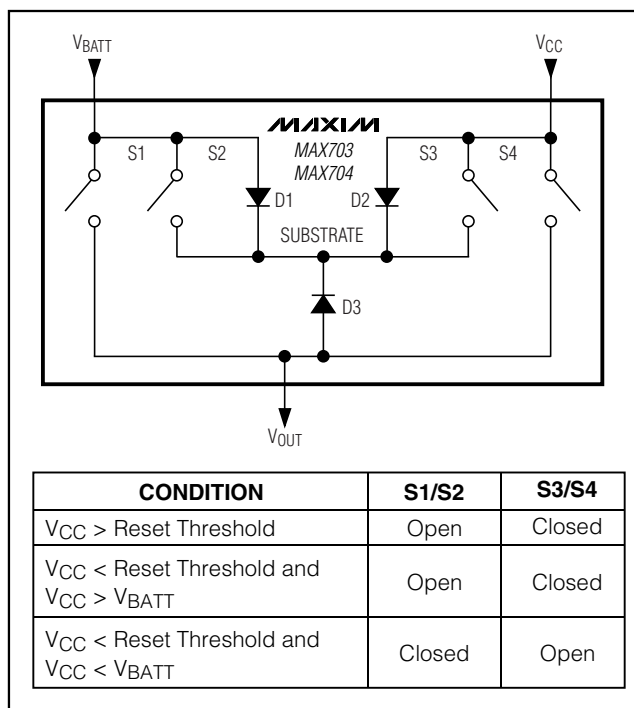 VBATT VCC
MAXIM
S1 S2 MAX703 S3 S4
MAX704
D1 D2
SUBSTRATE
D3
VOUT
CONDITION S1/S2 S3/S4
VCC > Reset Threshold Open Closed
VCC < Reset Threshold and
VCC > VBATT Open Closed
VCC < Reset Threshold and
VCC < VBATT Closed Open